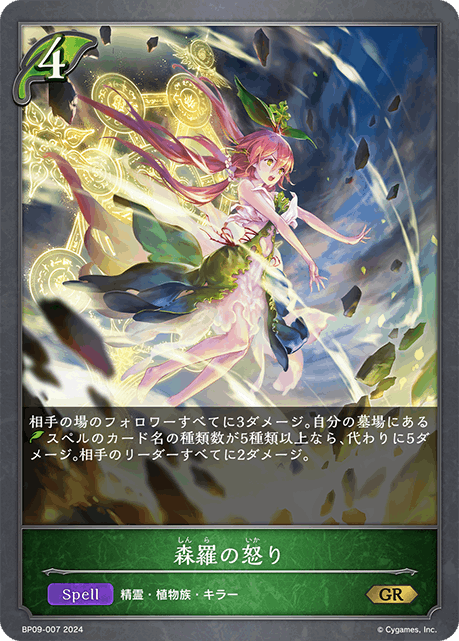 4
相手の場のフォロワーすべてに3ダメージ。自分の墓場にある
スペルのカード名の種類数が5種類以上なら、代わりに5ダ
メージ。相手のリーダーすべてに2ダメージ。
しんら いか
森羅の怒り
Spell 精霊・植物族・キラー GR
BP09-007 2024 © Cygames, Inc.